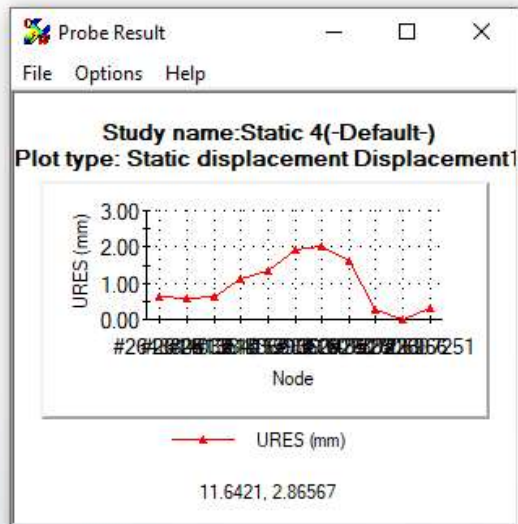 Probe Result
File Options Help
Study name:Static 4(-Default-)
Plot type: Static displacement Displacement1
URES (mm)
3.00
2.00
1.00
0.00
Node
URES (mm)
11.6421, 2.86567